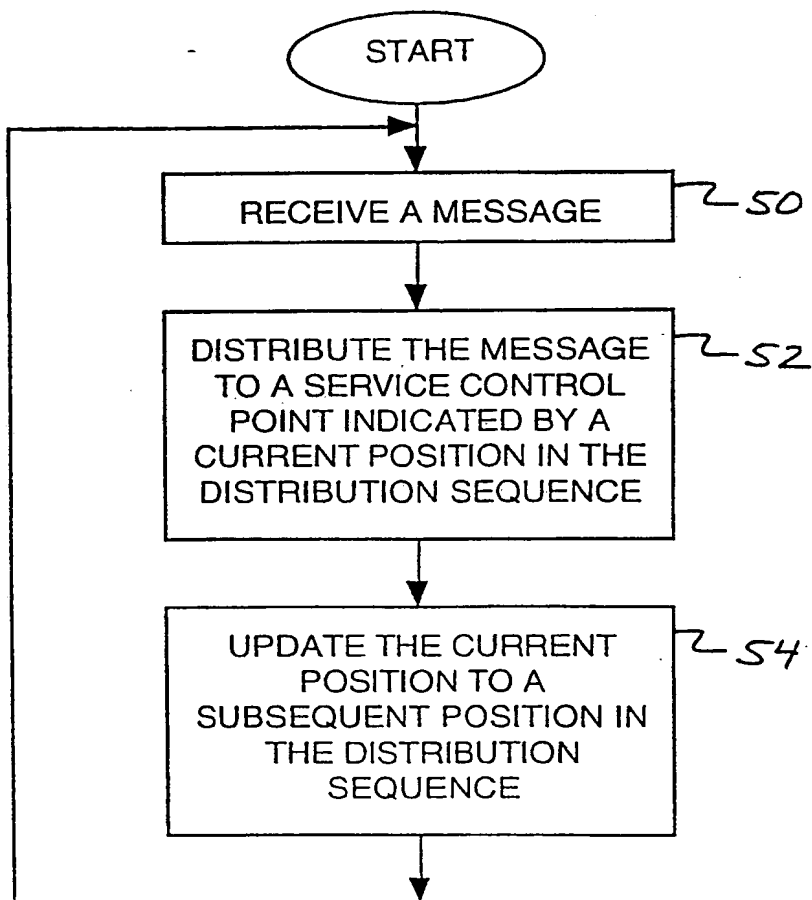 START
RECEIVE A MESSAGE
50
DISTRIBUTE THE MESSAGE
TO A SERVICE CONTROL
POINT INDICATED BY A
CURRENT POSITION IN THE
DISTRIBUTION SEQUENCE
52
UPDATE THE CURRENT
POSITION TO A
SUBSEQUENT POSITION IN
THE DISTRIBUTION
SEQUENCE
54